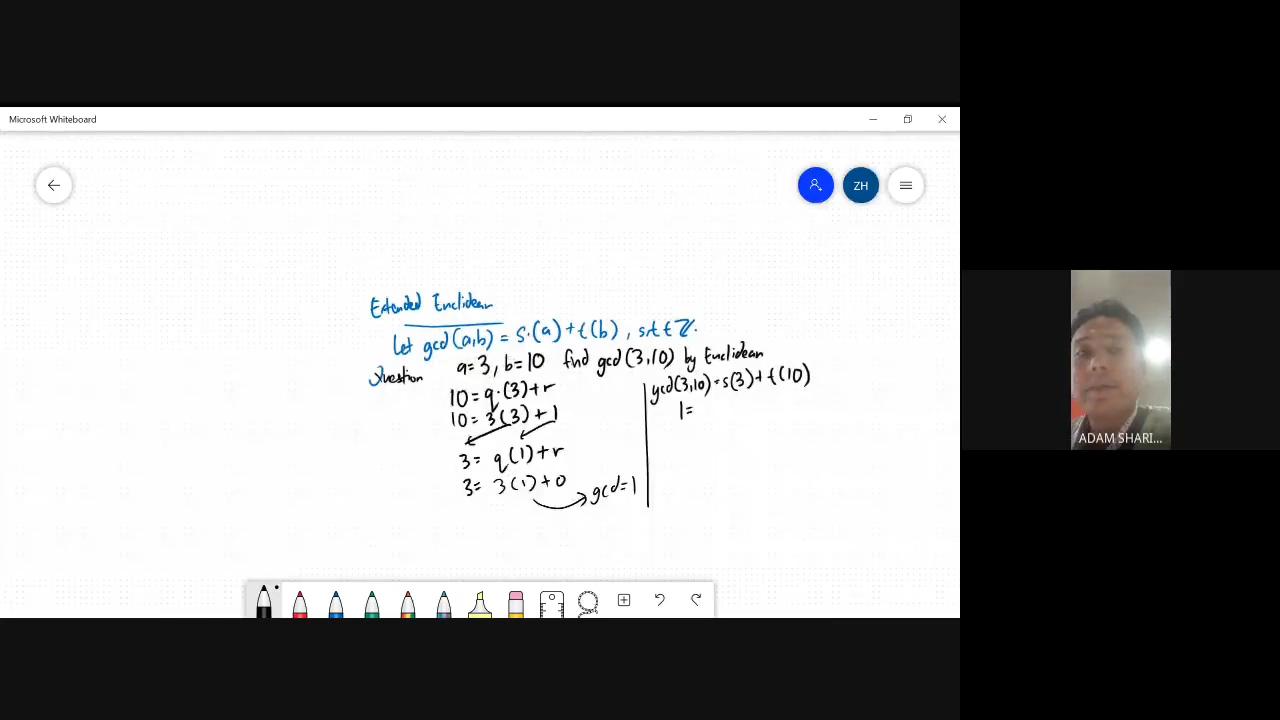 Microsoft Whiteboard
ZH
Extended Euclidean
Let gcd(a,b) = s·(a)+t(b), s,t ∈ ℤ.
Question a=3, b=10 find gcd(3,10) by Euclidean
10 = q·(3)+r
10 = 3(3)+1
3 = q(1)+r
3 = 3(1)+0
gcd=1
gcd(3,10)=s(3)+t(10)
1=
ADAM SHARI...